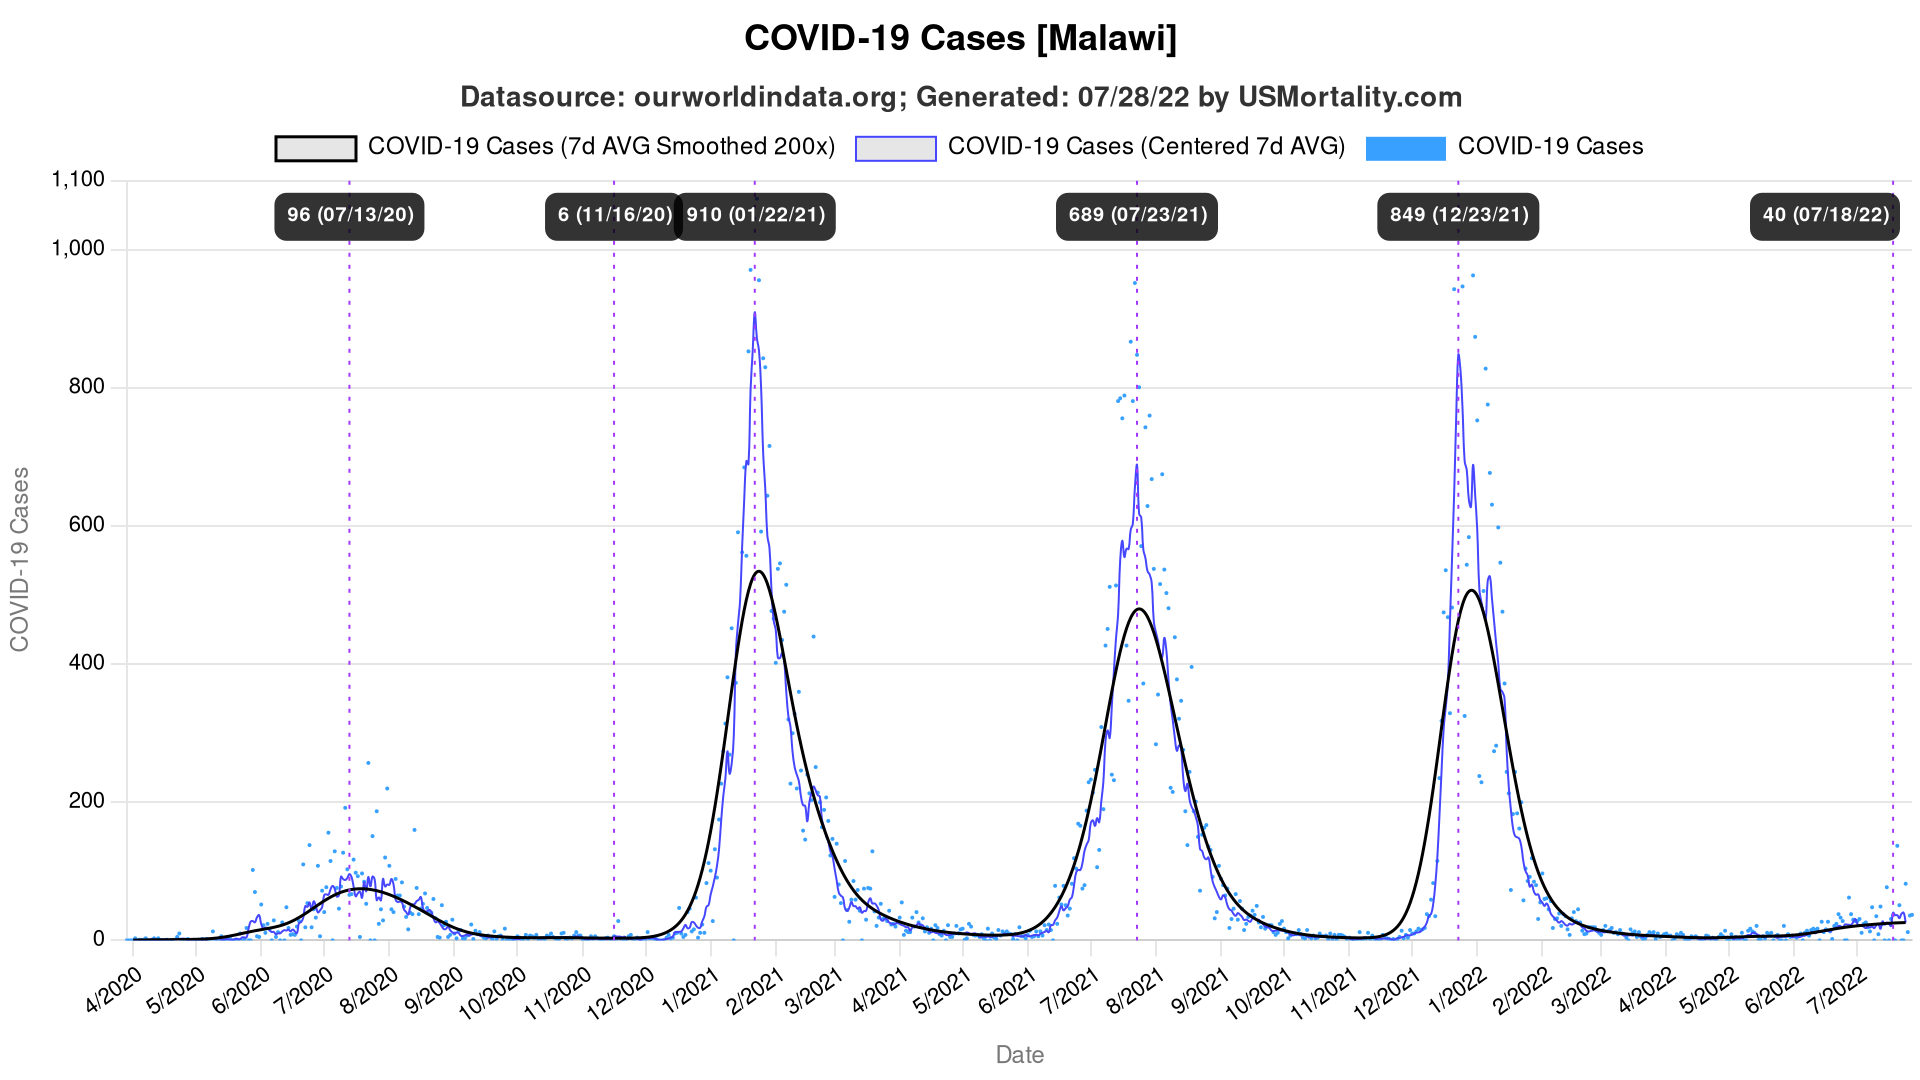 COVID-19 Cases [Malawi]
Datasource: ourworldindata.org; Generated: 07/28/22 by USMortality.com
COVID-19 Cases (7d AVG Smoothed 200x) COVID-19 Cases (Centered 7d AVG) COVID-19 Cases
96 (07/13/20) 6 (11/16/20) 910 (01/22/21) 689 (07/23/21) 849 (12/23/21) 40 (07/18/22)
1,100
1,000
800
600
400
200
0
COVID-19 Cases
4/2020 5/2020 6/2020 7/2020 8/2020 9/2020 10/2020 11/2020 12/2020 1/2021 2/2021 3/2021 4/2021 5/2021 6/2021 7/2021 8/2021 9/2021 10/2021 11/2021 12/2021 1/2022 2/2022 3/2022 4/2022 5/2022 6/2022 7/2022
Date